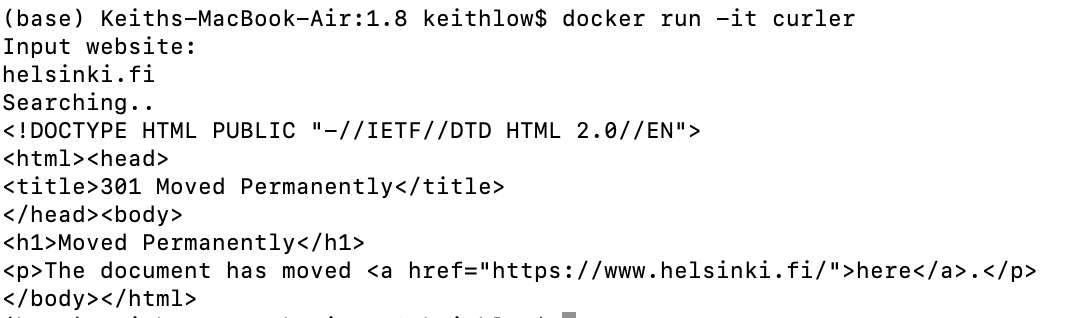 (base) Keiths-MacBook-Air:1.8 keithlow$ docker run -it curler
Input website:
helsinki.fi
Searching..
<!DOCTYPE HTML PUBLIC "-//IETF//DTD HTML 2.0//EN">
<html><head>
<title>301 Moved Permanently</title>
</head><body>
<h1>Moved Permanently</h1>
<p>The document has moved <a href="https://www.helsinki.fi/">here</a>.</p>
</body></html>